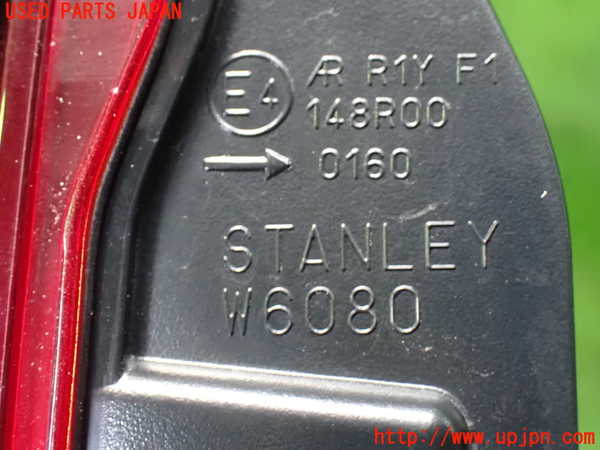 USED PARTS JAPAN
E4 AR R1Y F1
148R00
→ 0160
STANLEY
W6080
http://www.upjpn.com/